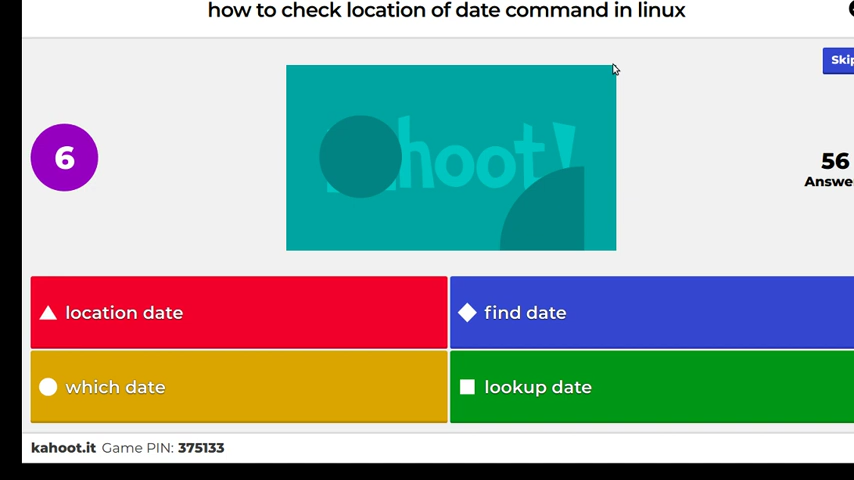 how to check location of date command in linux
Skip
6
hoot!
56
Answe
location date
find date
which date
lookup date
kahoot.it Game PIN: 375133